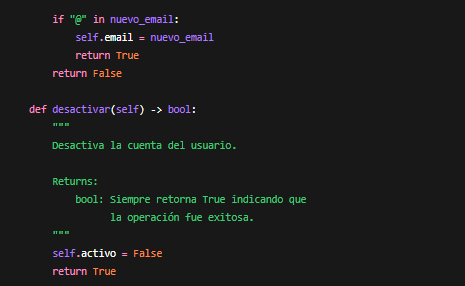 if "@" in nuevo_email:
self.email = nuevo_email
return True
return False
def desactivar(self) -> bool:
"""
Desactiva la cuenta del usuario.
Returns:
bool: Siempre retorna True indicando que
la operación fue exitosa.
"""
self.activo = False
return True